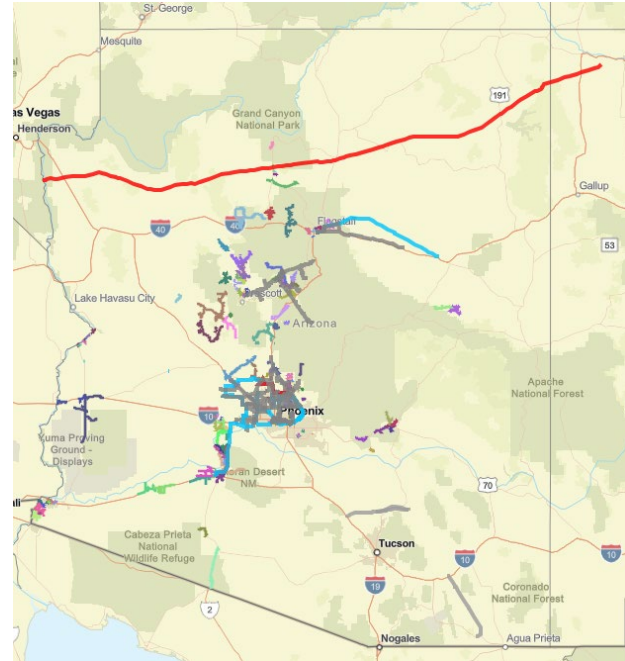 St. George
Mesquite
as Vegas
Henderson
Grand Canyon
National Park
191
Gallup
40
40
Flagstaff
53
Lake Havasu City
Prescott
Arizona
Apache
National Forest
10
Phoenix
Yuma Proving
Ground -
Displays
oran Desert
NM
70
ali
Cabeza Prieta
National
Wildlife Refuge
Tucson
10
10
19
Coronado
National Forest
2
Nogales
Agua Prieta